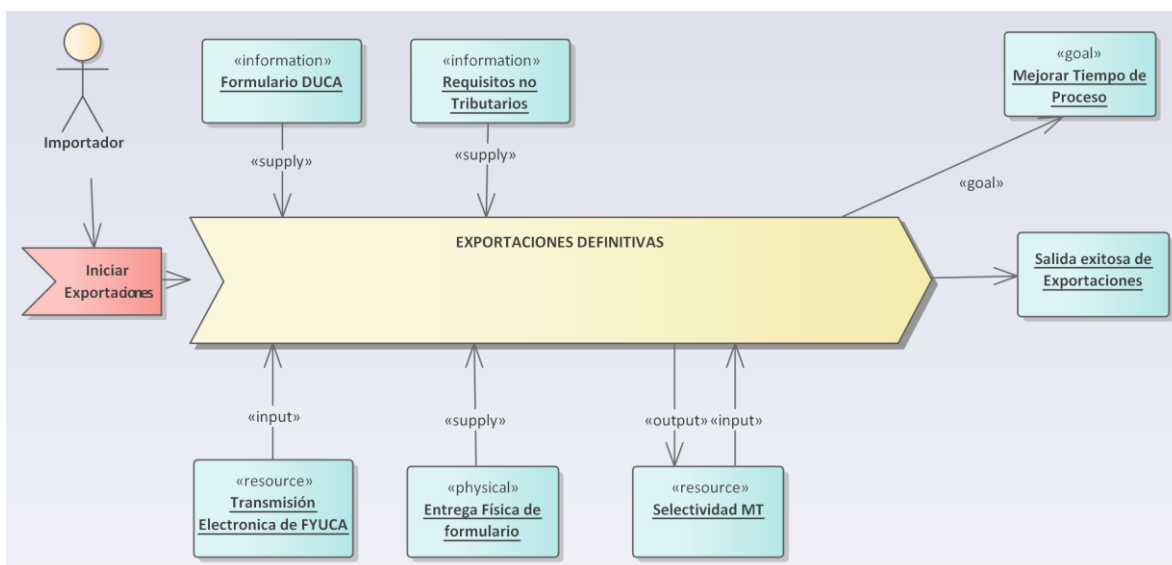 «information»
Formulario DUCA
«information»
Requisitos no
Tributarios
«goal»
Mejorar Tiempo de
Proceso
Importador
«supply»
«supply»
«goal»
EXPORTACIONES DEFINITIVAS
Iniciar
Exportaciones
Salida exitosa de
Exportaciones
«input»
«supply»
«output»
«input»
«resource»
Transmisión
Electronica de FYUCA
«physical»
Entrega Física de
formulario
«resource»
Selectividad MT